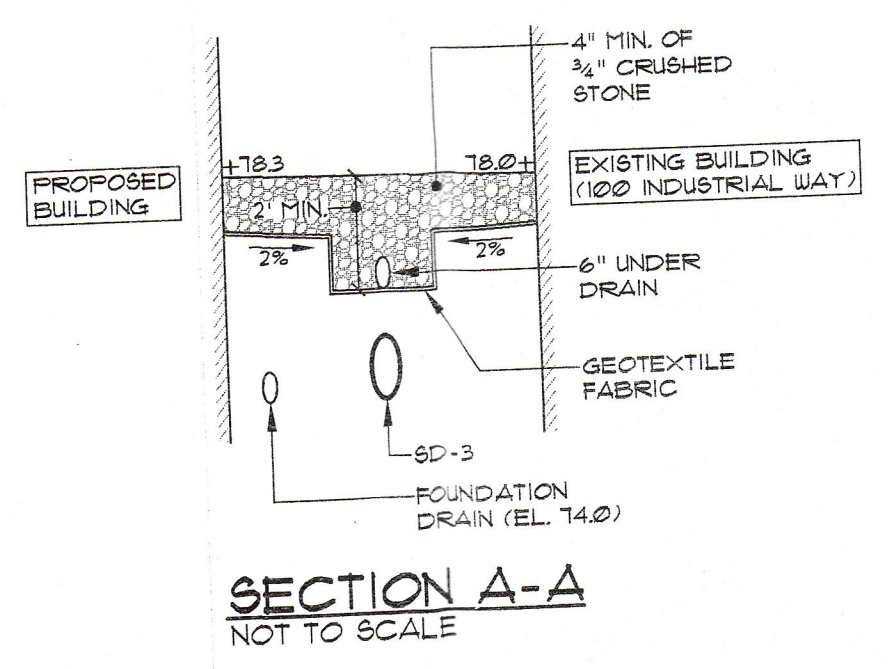 4" MIN. OF
3/4" CRUSHED
STONE
+78.3
78.0+
PROPOSED
BUILDING
EXISTING BUILDING
(100 INDUSTRIAL WAY)
2' MIN.
2%
2%
6" UNDER
DRAIN
GEOTEXTILE
FABRIC
SD-3
FOUNDATION
DRAIN (EL. 74.0)
SECTION A-A
NOT TO SCALE